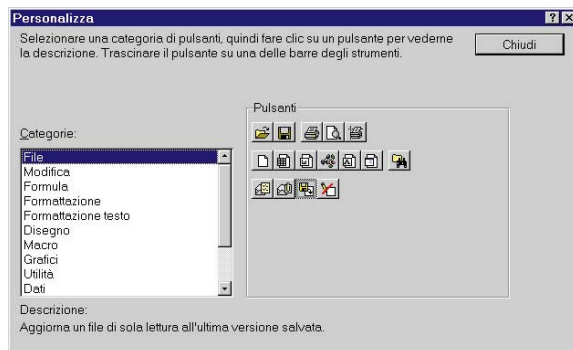 Personalizza
Selezionare una categoria di pulsanti, quindi fare clic su un pulsante per vederne
la descrizione. Trascinare il pulsante su una delle barre degli strumenti.
Chiudi
Pulsanti
Categorie:
File
Modifica
Formula
Formattazione
Formattazione testo
Disegno
Macro
Grafici
Utilità
Dati
Descrizione:
Aggiorna un file di sola lettura all'ultima versione salvata.